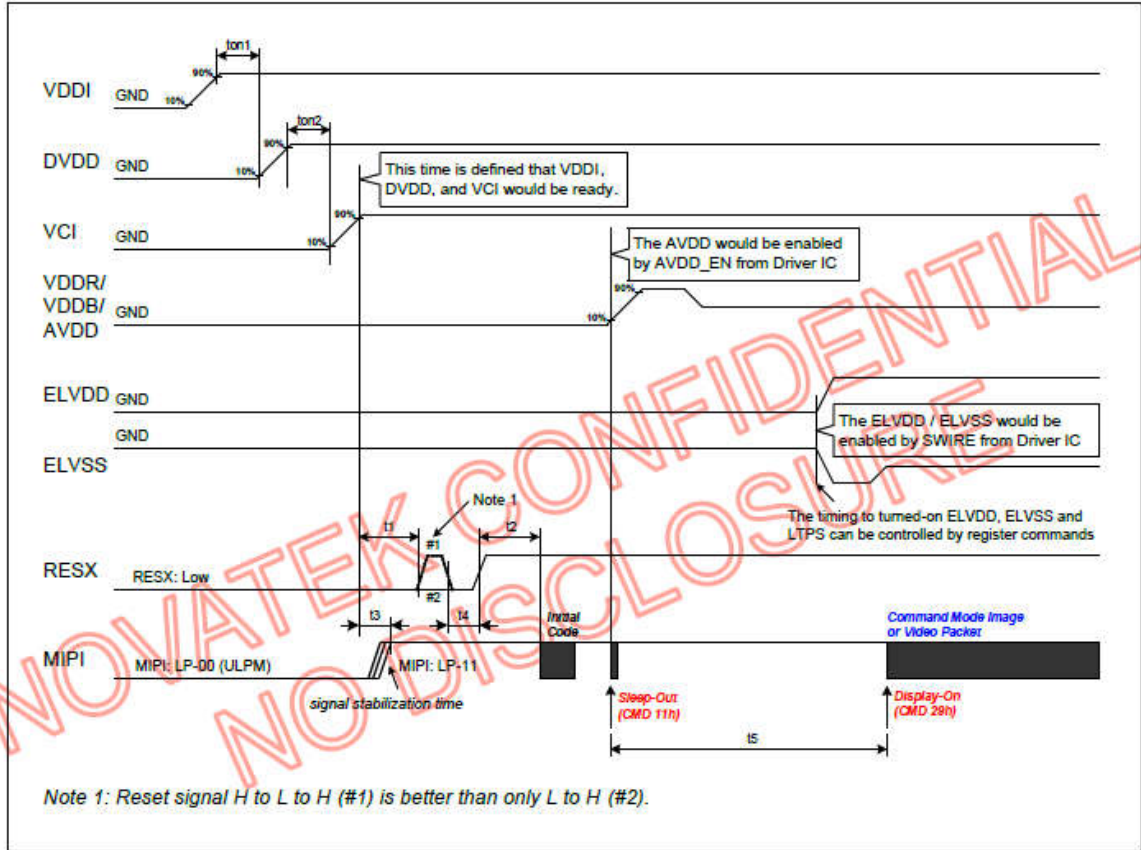 ton1
90%
VDDI
GND
10%
ton2
90%
DVDD
GND
10%
This time is defined that VDDI,
DVDD, and VCI would be ready.
90%
VCI
GND
10%
The AVDD would be enabled
by AVDD_EN from Driver IC
VDDR/
VDDB/
AVDD
GND
90%
10%
ELVDD
GND
The ELVDD / ELVSS would be
enabled by SWIRE from Driver IC
GND
ELVSS
Note 1
The timing to turned-on ELVDD, ELVSS and
LTPS can be controlled by register commands
t1
#1
t2
RESX
RESX: Low
#2
t3
t4
Initial
Code
Command Mode Image
or Video Packet
MIPI
MIPI: LP-00 (ULPM)
MIPI: LP-11
signal stabilization time
Sleep-Out
(CMD 11h)
Display-On
(CMD 29h)
t5
Note 1: Reset signal H to L to H (#1) is better than only L to H (#2).
NOVATEK CONFIDENTIAL
NO DISCLOSURE